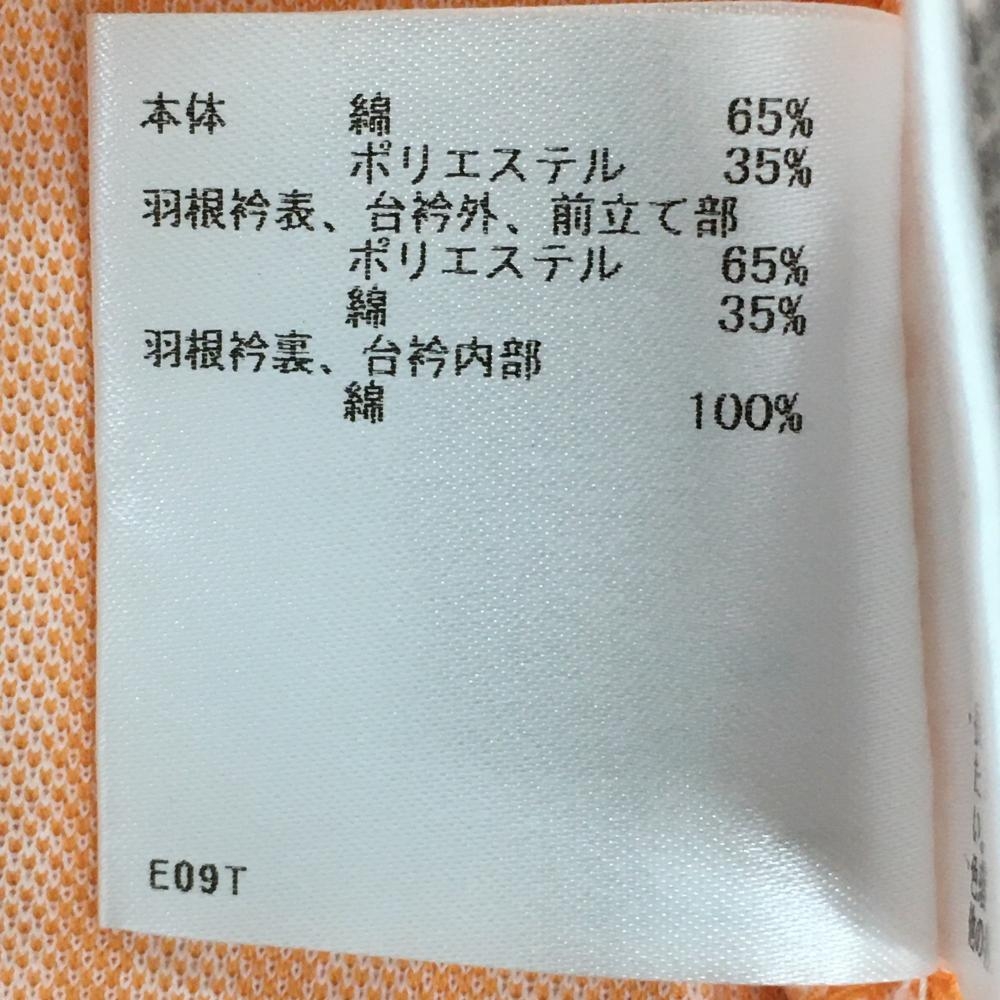 本体 綿 65%
ポリエステル 35%
羽根衿表、台衿外、前立て部
ポリエステル 65%
綿 35%
羽根衿裏、台衿内部
綿 100%
E09T